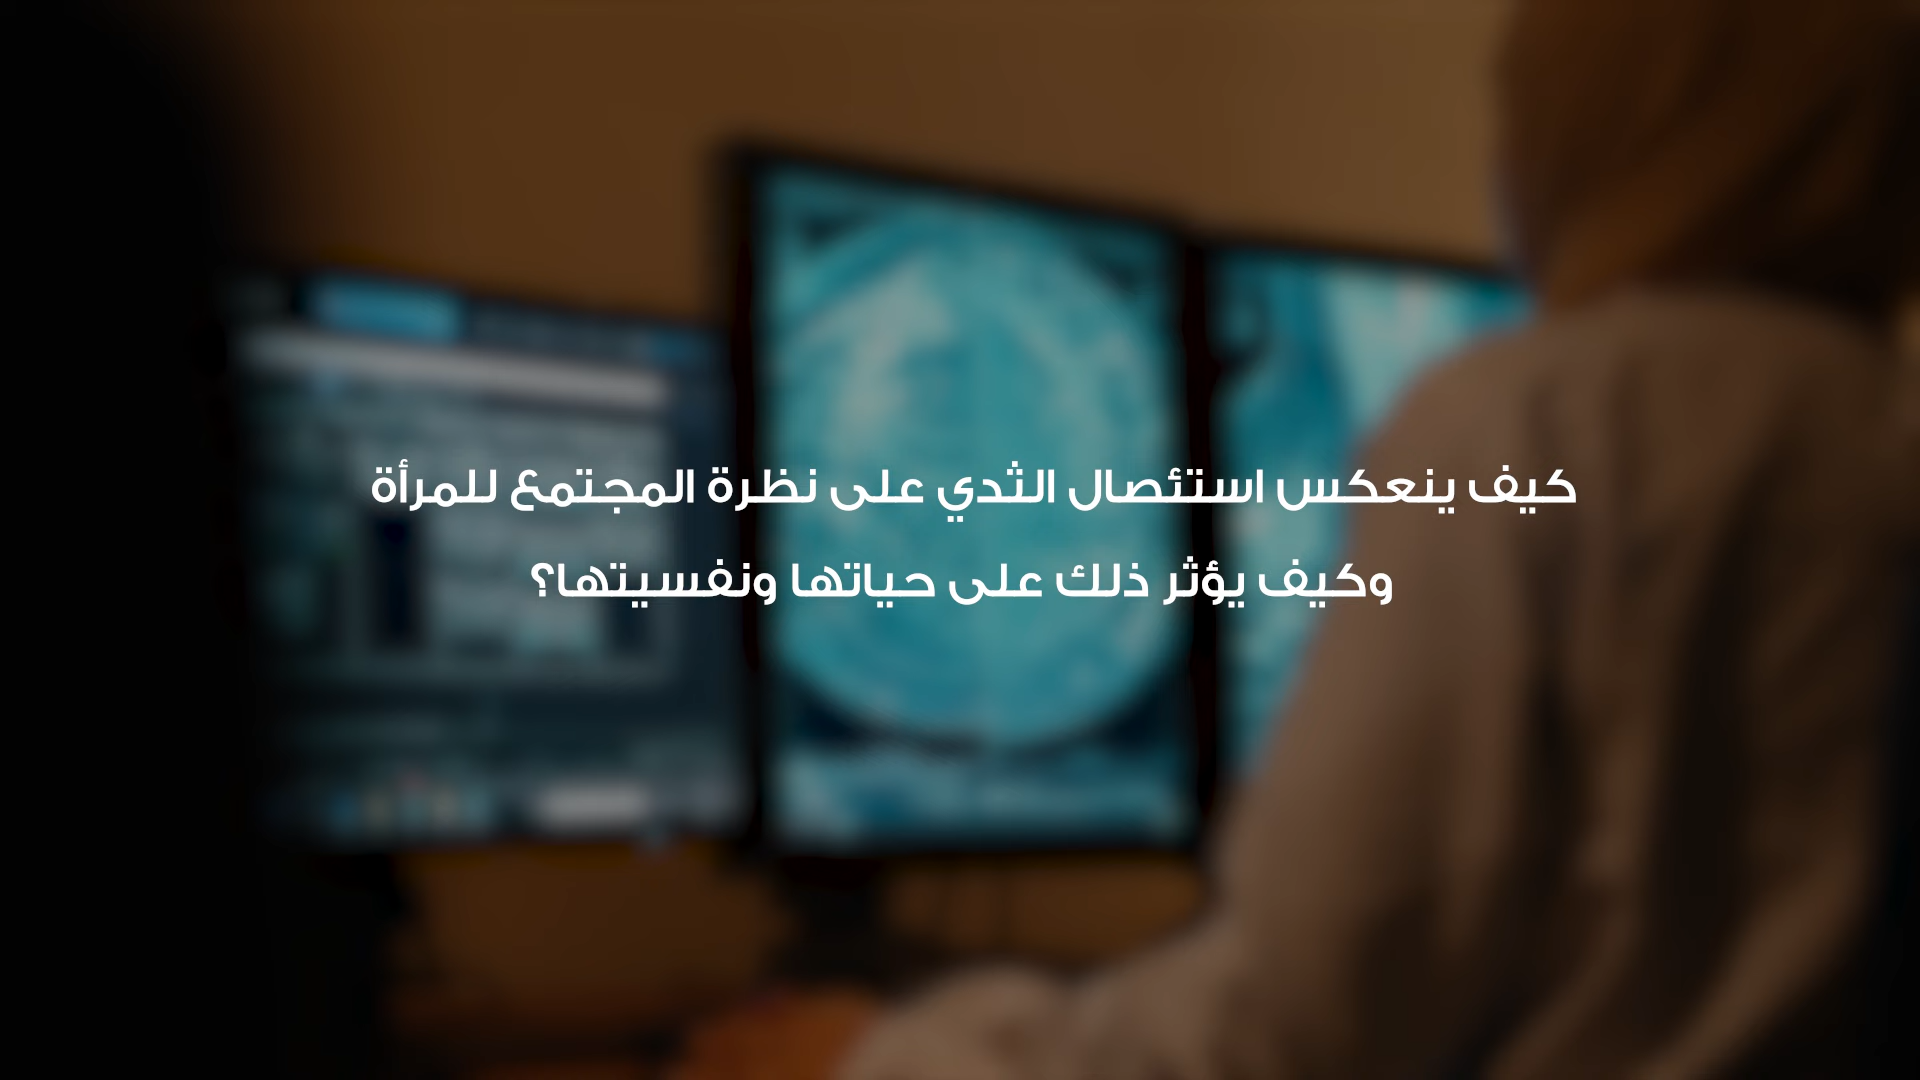 كيف ينعكس استئصال الثدي على نظرة المجتمع للمرأة
وكيف يؤثر ذلك على حياتها ونفسيتها؟